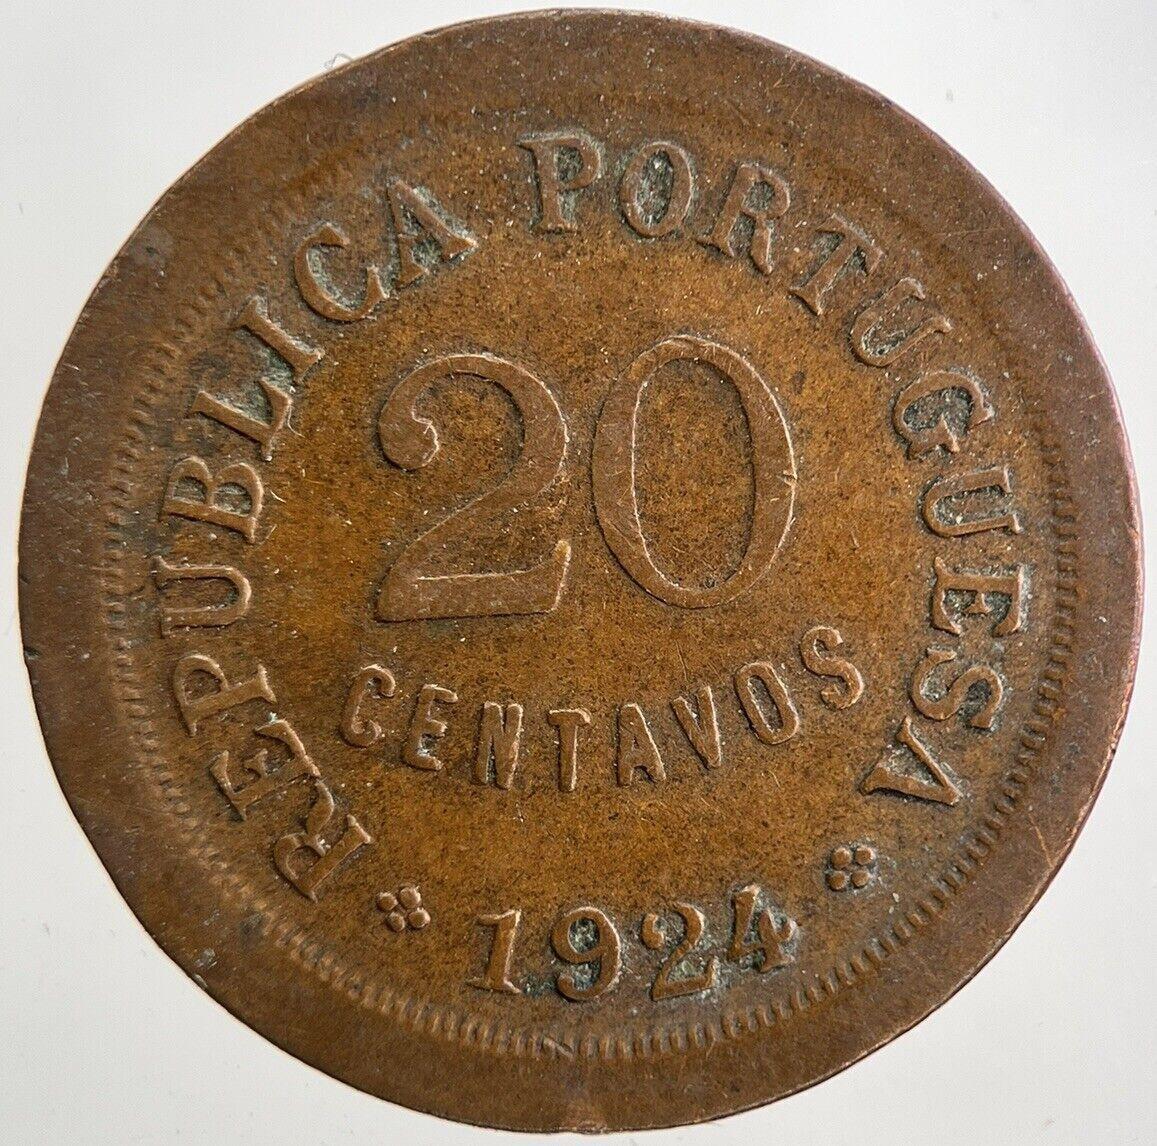 REPUBLICA PORTUGUESA
20
CENTAVOS
1924